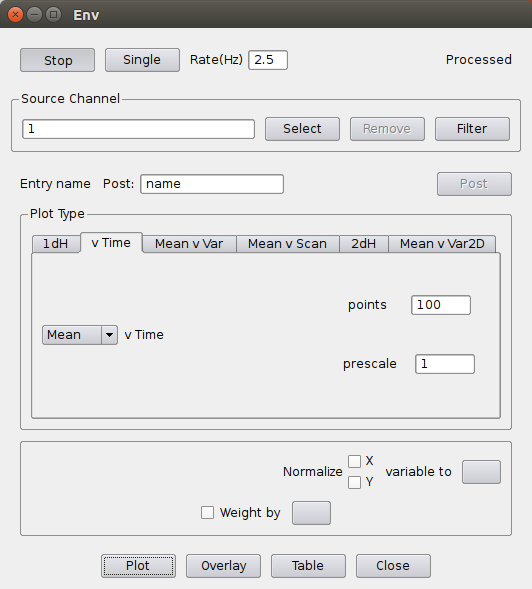 Env
Stop Single Rate(Hz) 2.5 Processed
Source Channel
1 Select Remove Filter
Entry name Post: name Post
Plot Type
1dH v Time Mean v Var Mean v Scan 2dH Mean v Var2D
points 100
Mean v Time
prescale 1
Normalize X variable to
Y
Weight by
Plot Overlay Table Close